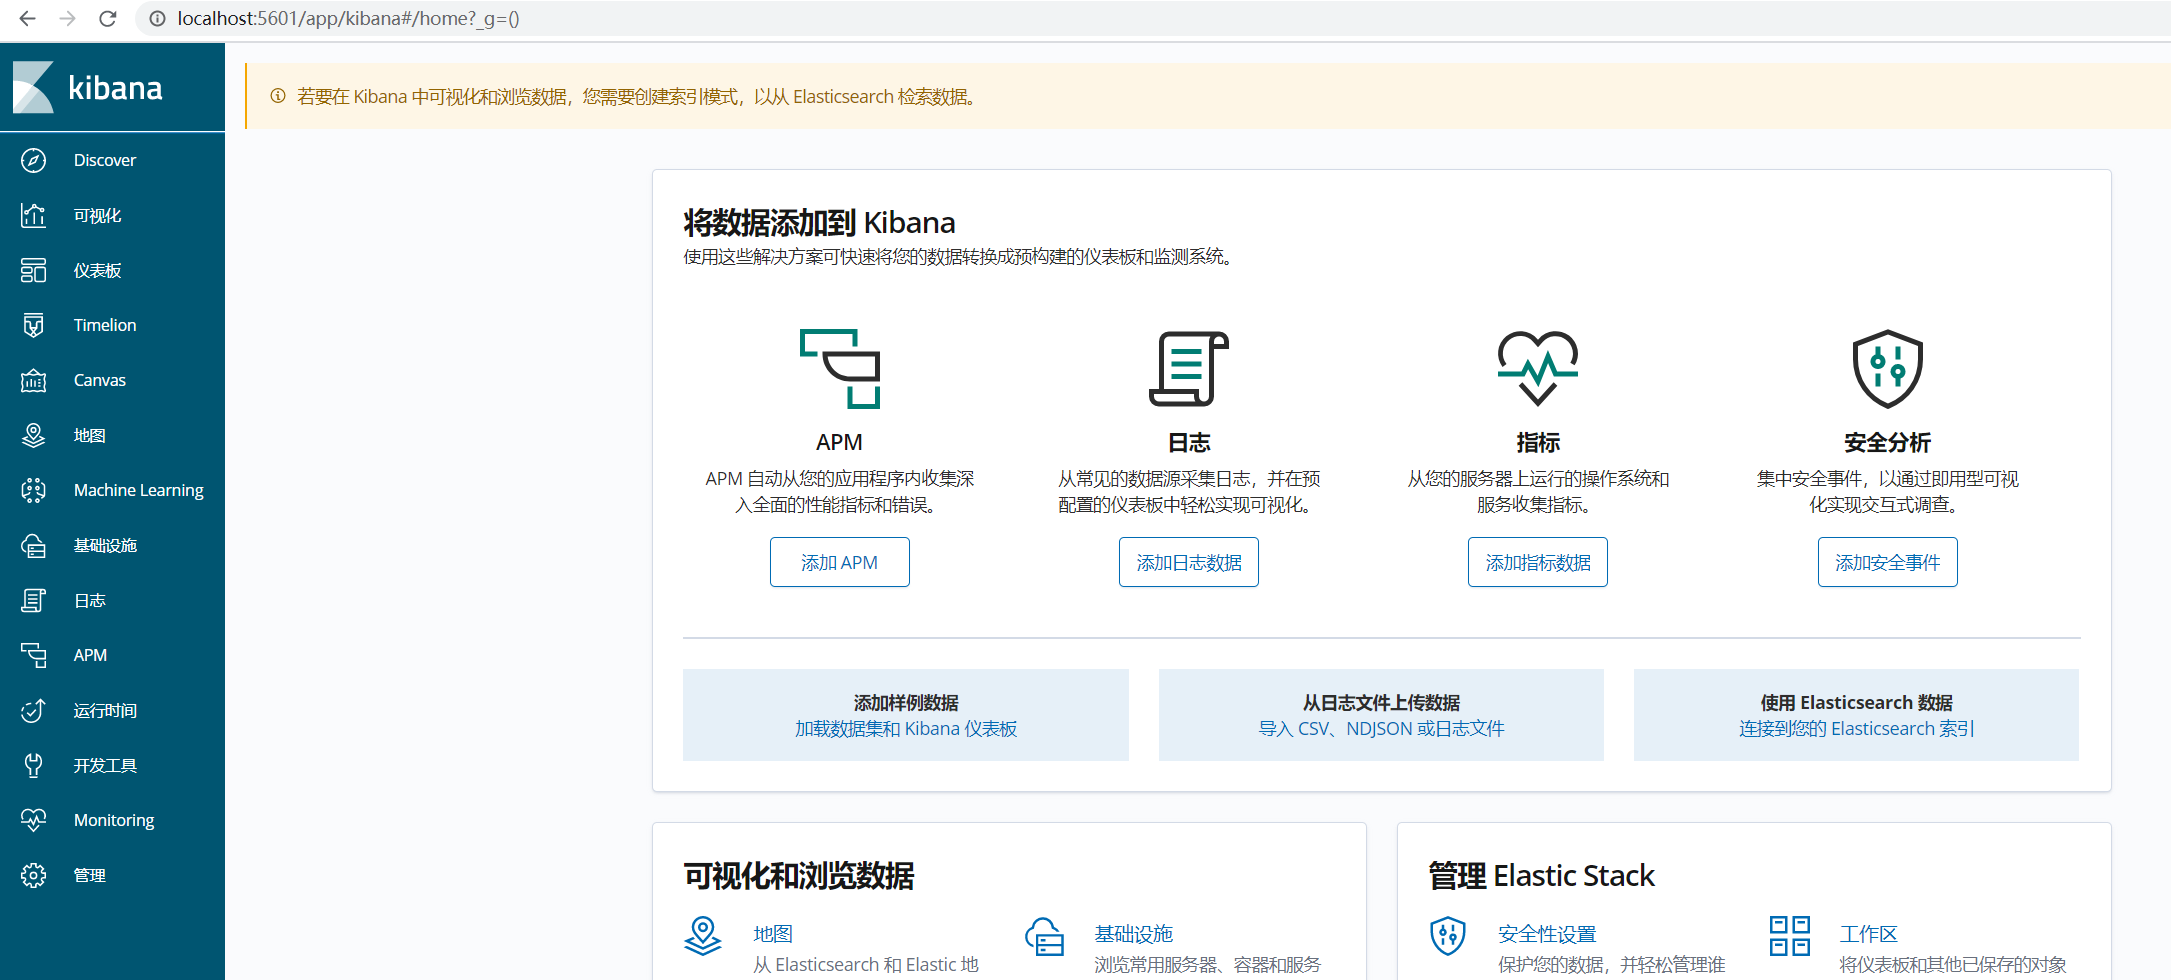 localhost:5601/app/kibana#/home?_g=()
kibana
若要在 Kibana 中可视化和浏览数据，您需要创建索引模式，以从 Elasticsearch 检索数据。
Discover
可视化
仪表板
Timelion
Canvas
地图
Machine Learning
基础设施
日志
APM
运行时间
开发工具
Monitoring
管理
将数据添加到 Kibana
使用这些解决方案可快速将您的数据转换成预构建的仪表板和监测系统。
APM
APM 自动从您的应用程序内收集深
入全面的性能指标和错误。
添加 APM
日志
从常见的数据源采集日志，并在预
配置的仪表板中轻松实现可视化。
添加日志数据
指标
从您的服务器上运行的操作系统和
服务收集指标。
添加指标数据
安全分析
集中安全事件，以通过即用型可视
化实现交互式调查。
添加安全事件
添加样例数据
加载数据集和 Kibana 仪表板
从日志文件上传数据
导入 CSV、NDJSON 或日志文件
使用 Elasticsearch 数据
连接到您的 Elasticsearch 索引
可视化和浏览数据
地图
从 Elasticsearch 和 Elastic 地
基础设施
浏览常用服务器、容器和服务
管理 Elastic Stack
安全性设置
保护您的数据，并轻松管理谁
工作区
将仪表板和其他已保存的对象